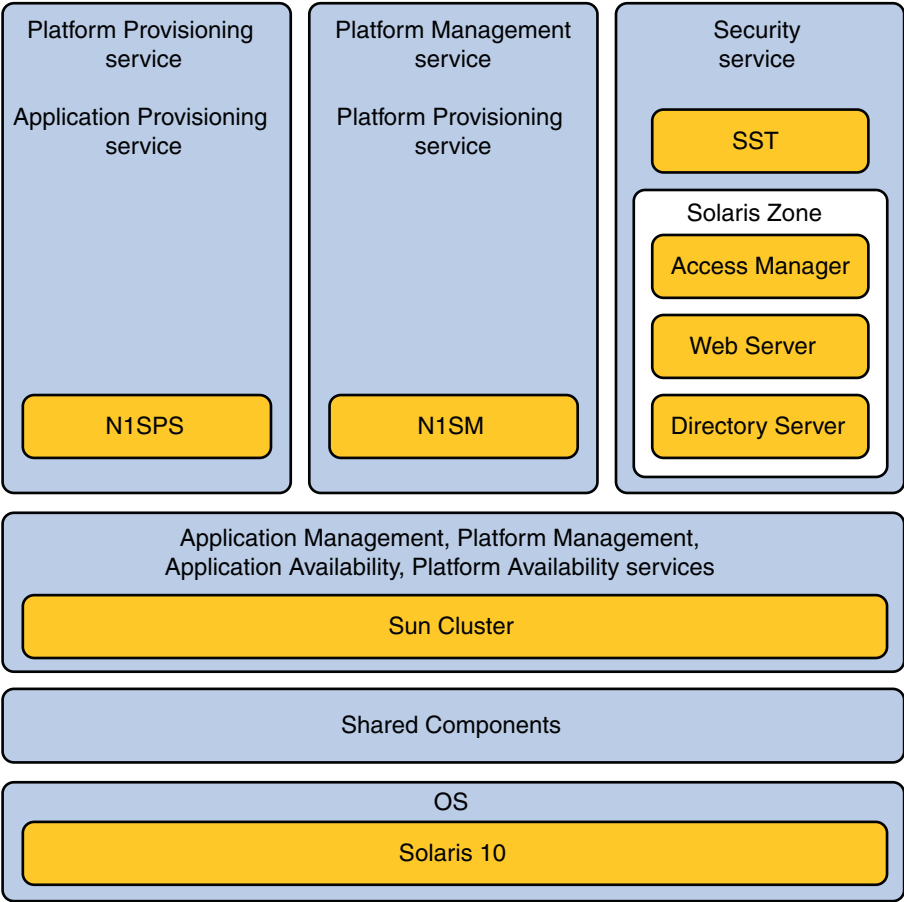 Platform Provisioning
service
Application Provisioning
service
N1SPS
Platform Management
service
Platform Provisioning
service
N1SM
Security
service
SST
Solaris Zone
Access Manager
Web Server
Directory Server
Application Management, Platform Management,
Application Availability, Platform Availability services
Sun Cluster
Shared Components
OS
Solaris 10